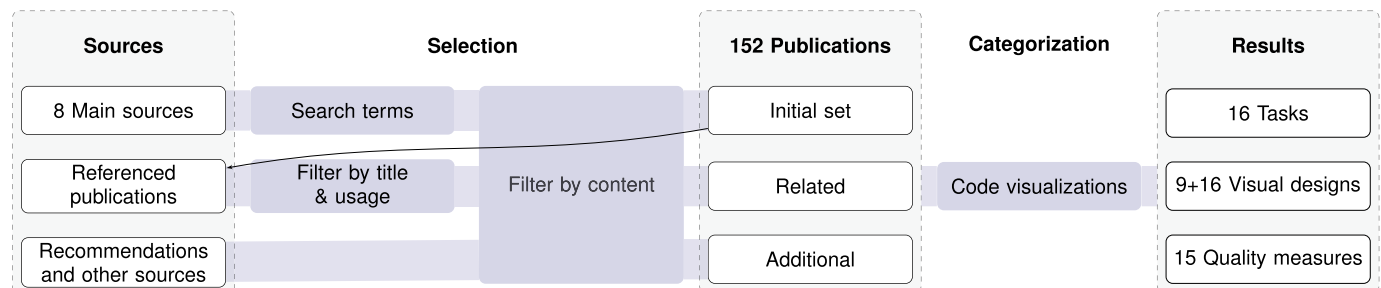 Sources
Selection
152 Publications
Categorization
Results
8 Main sources
Search terms
Initial set
16 Tasks
Referenced
publications
Filter by title
& usage
Filter by content
Related
Code visualizations
9+16 Visual designs
Recommendations
and other sources
Additional
15 Quality measures